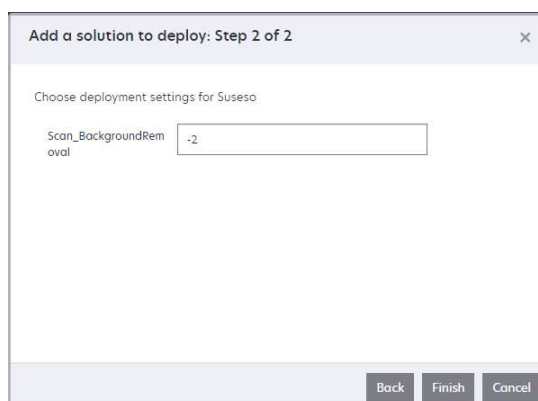 Add a solution to deploy: Step 2 of 2
×
Choose deployment settings for Suseso
Scan_BackgroundRem
oval
-2
Back Finish Cancel